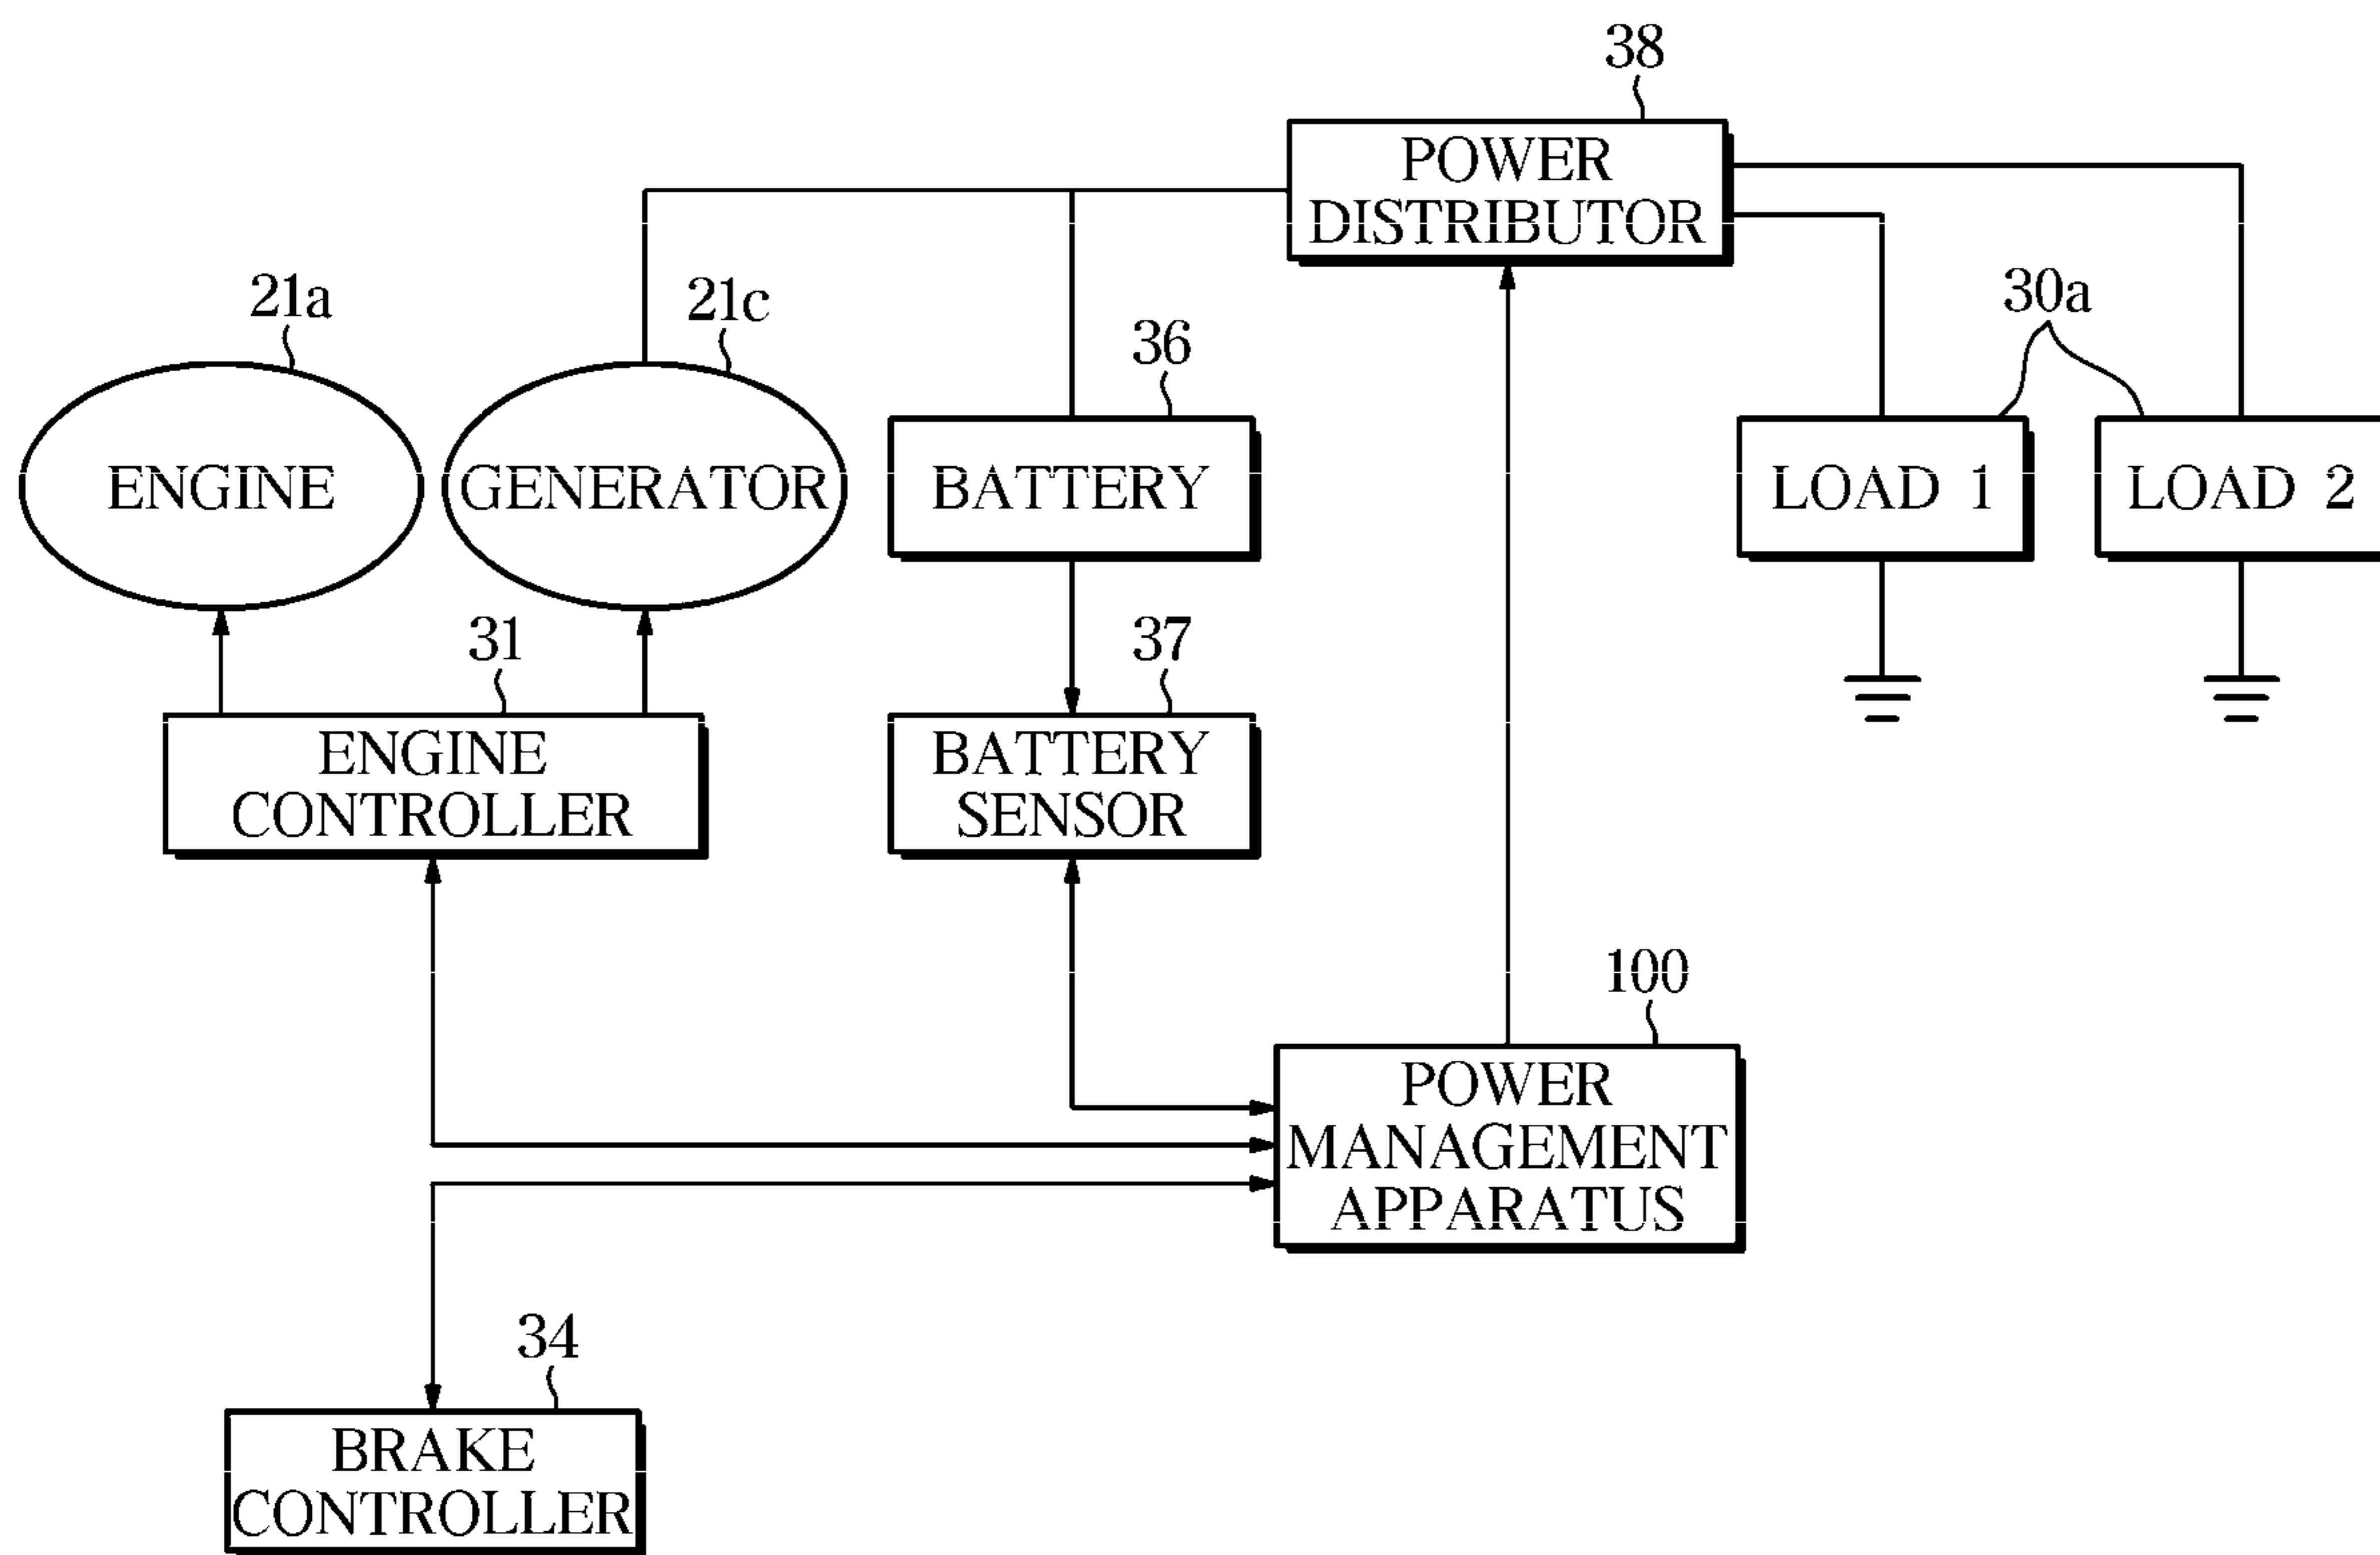 38
POWER
DISTRIBUTOR
21a
21c
30a
36
ENGINE
GENERATOR
BATTERY
LOAD 1
LOAD 2
31
37
ENGINE
CONTROLLER
BATTERY
SENSOR
100
POWER
MANAGEMENT
APPARATUS
34
BRAKE
CONTROLLER